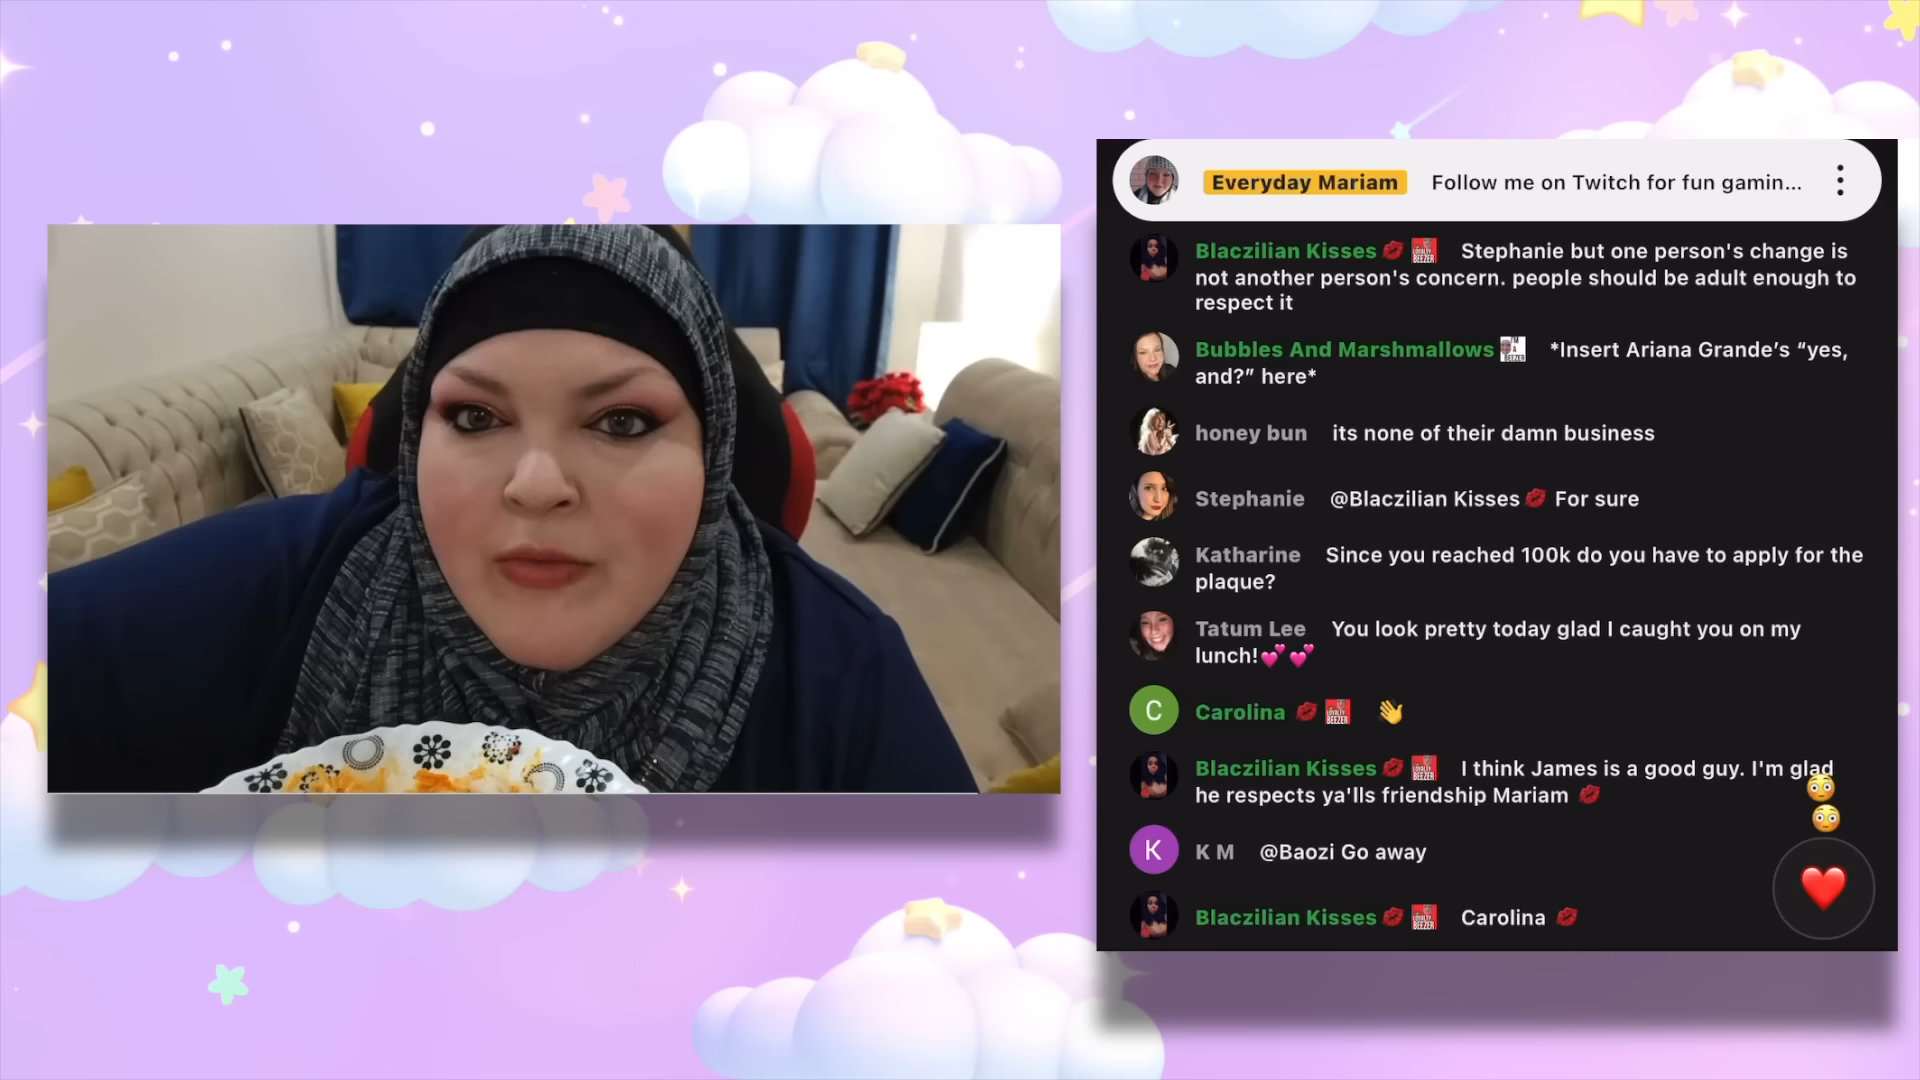 Everyday Mariam Follow me on Twitch for fun gamin...
Blaczilian Kisses💋 Stephanie but one person's change is
not another person's concern. people should be adult enough to
respect it
Bubbles And Marshmallows *Insert Ariana Grande’s “yes,
and?” here*
honey bun its none of their damn business
Stephanie @Blaczilian Kisses💋 For sure
Katharine Since you reached 100k do you have to apply for the
plaque?
Tatum Lee You look pretty today glad I caught you on my
lunch!💕💕
C Carolina 💋 👋
Blaczilian Kisses💋 I think James is a good guy. I'm glad
he respects ya'lls friendship Mariam 💋
K K M @Baozi Go away
Blaczilian Kisses💋 Carolina 💋